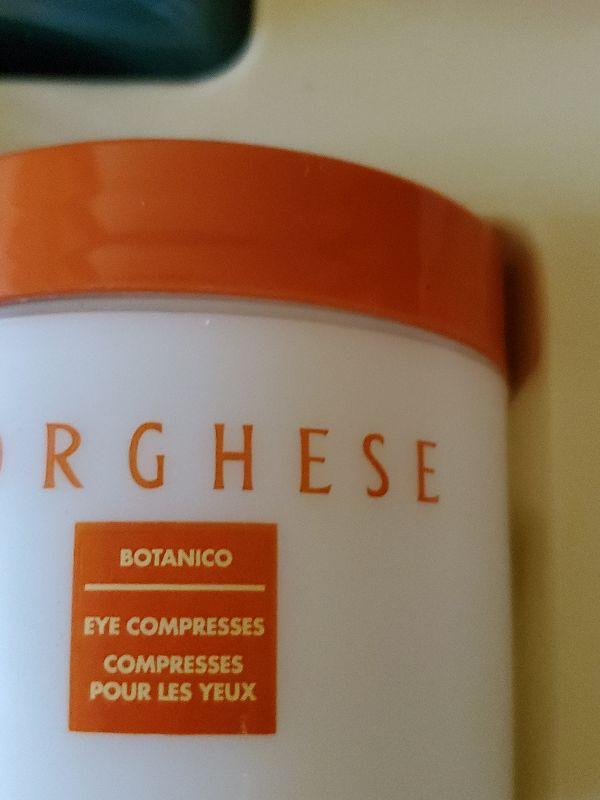 ORGHESE
BOTANICO
EYE COMPRESSES
COMPRESSES
POUR LES YEUX